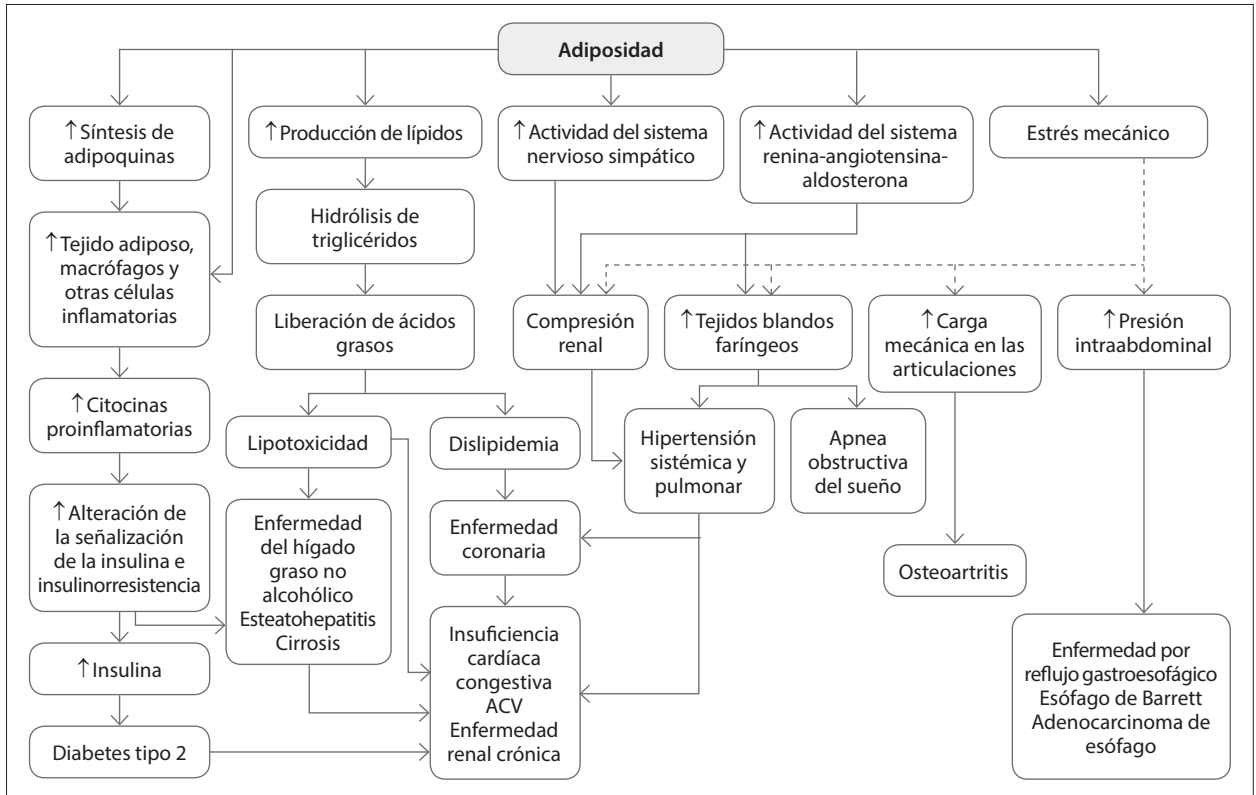 Adiposidad
↑Síntesis de
adipoquinas
↑Producción de lípidos
↑Actividad del sistema
nervioso simpático
↑Actividad del sistema
renina-angiotensina-
aldosterona
Estrés mecánico
↑Tejido adiposo,
macrófagos y
otras células
inflamatorias
Hidrólisis de
triglicéridos
Liberación de ácidos
grasos
Compresión
renal
↑Tejidos blandos
faríngeos
↑Carga
mecánica en las
articulaciones
↑Presión
intraabdominal
↑Citocinas
proinflamatorias
Lipotoxicidad
Dislipidemia
Hipertensión
sistémica y
pulmonar
Apnea
obstructiva
del sueño
↑Alteración de
la señalización
de la insulina e
insulinorresistencia
Enfermedad
del hígado
graso no
alcohólico
Esteatohepatitis
Cirrosis
Enfermedad
coronaria
Osteoartritis
↑Insulina
Insuficiencia
cardíaca
congestiva
ACV
Enfermedad
renal crónica
Enfermedad por
reflujo gastroesofágico
Esófago de Barrett
Adenocarcinoma de
esófago
Diabetes tipo 2